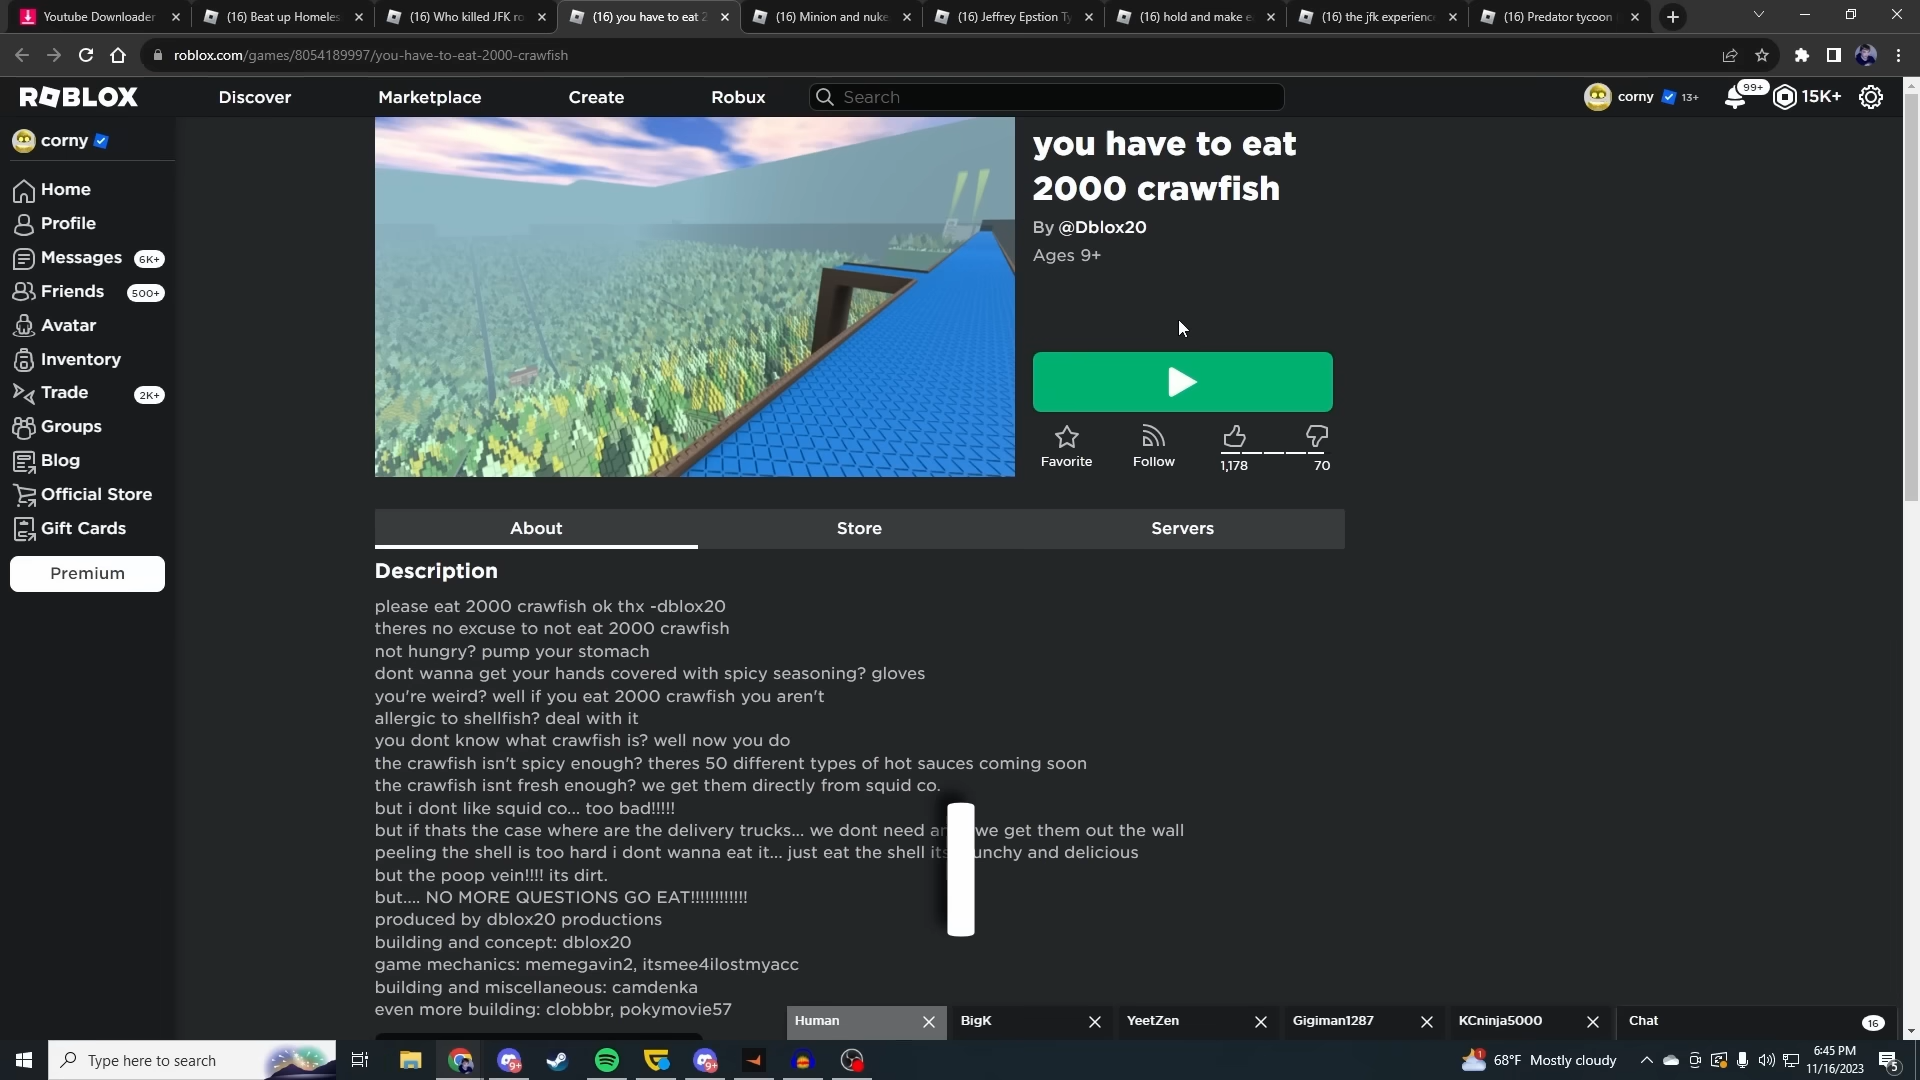 Youtube Downloader
(16) Beat up Homeles
(16) Who killed JFK ro
(16) you have to eat 2
(16) Minion and nuke
(16) Jeffrey Epstion Ty
(16) hold and make e
(16) the jfk experience
(16) Predator tycoon
roblox.com/games/8054189997/you-have-to-eat-2000-crawfish
ROBLOX
Discover
Marketplace
Create
Robux
Search
corny
13+
99+
15K+
corny
Home
Profile
Messages
6K+
Friends
500+
Avatar
Inventory
Trade
2K+
Groups
Blog
Official Store
Gift Cards
Premium
you have to eat
2000 crawfish
By @Dblox20
Ages 9+
Favorite
Follow
1,178
70
About
Store
Servers
Description
please eat 2000 crawfish ok thx -dblox20
theres no excuse to not eat 2000 crawfish
not hungry? pump your stomach
dont wanna get your hands covered with spicy seasoning? gloves
you're weird? well if you eat 2000 crawfish you aren't
allergic to shellfish? deal with it
you dont know what crawfish is? well now you do
the crawfish isn't spicy enough? theres 50 different types of hot sauces coming soon
the crawfish isnt fresh enough? we get them directly from squid co.
but i dont like squid co... too bad!!!!!
but if thats the case where are the delivery trucks... we dont need we get them out the wall
peeling the shell is too hard i dont wanna eat it... just eat the shell its and delicious
but the poop vein!!!! its dirt.
but.... NO MORE QUESTIONS GO EAT!!!!!!!!!!!!
produced by dblox20 productions
building and concept: dblox20
game mechanics: memegavin2, itsmee4ilostmyacc
building and miscellaneous: camdenka
even more building: clobbbr, pokymovie57
I
Human
BigK
YeetZen
Gigiman1287
KCninja5000
Chat
16
Type here to search
9+
9+
1
68°F Mostly cloudy
6:45 PM
11/16/2023
5